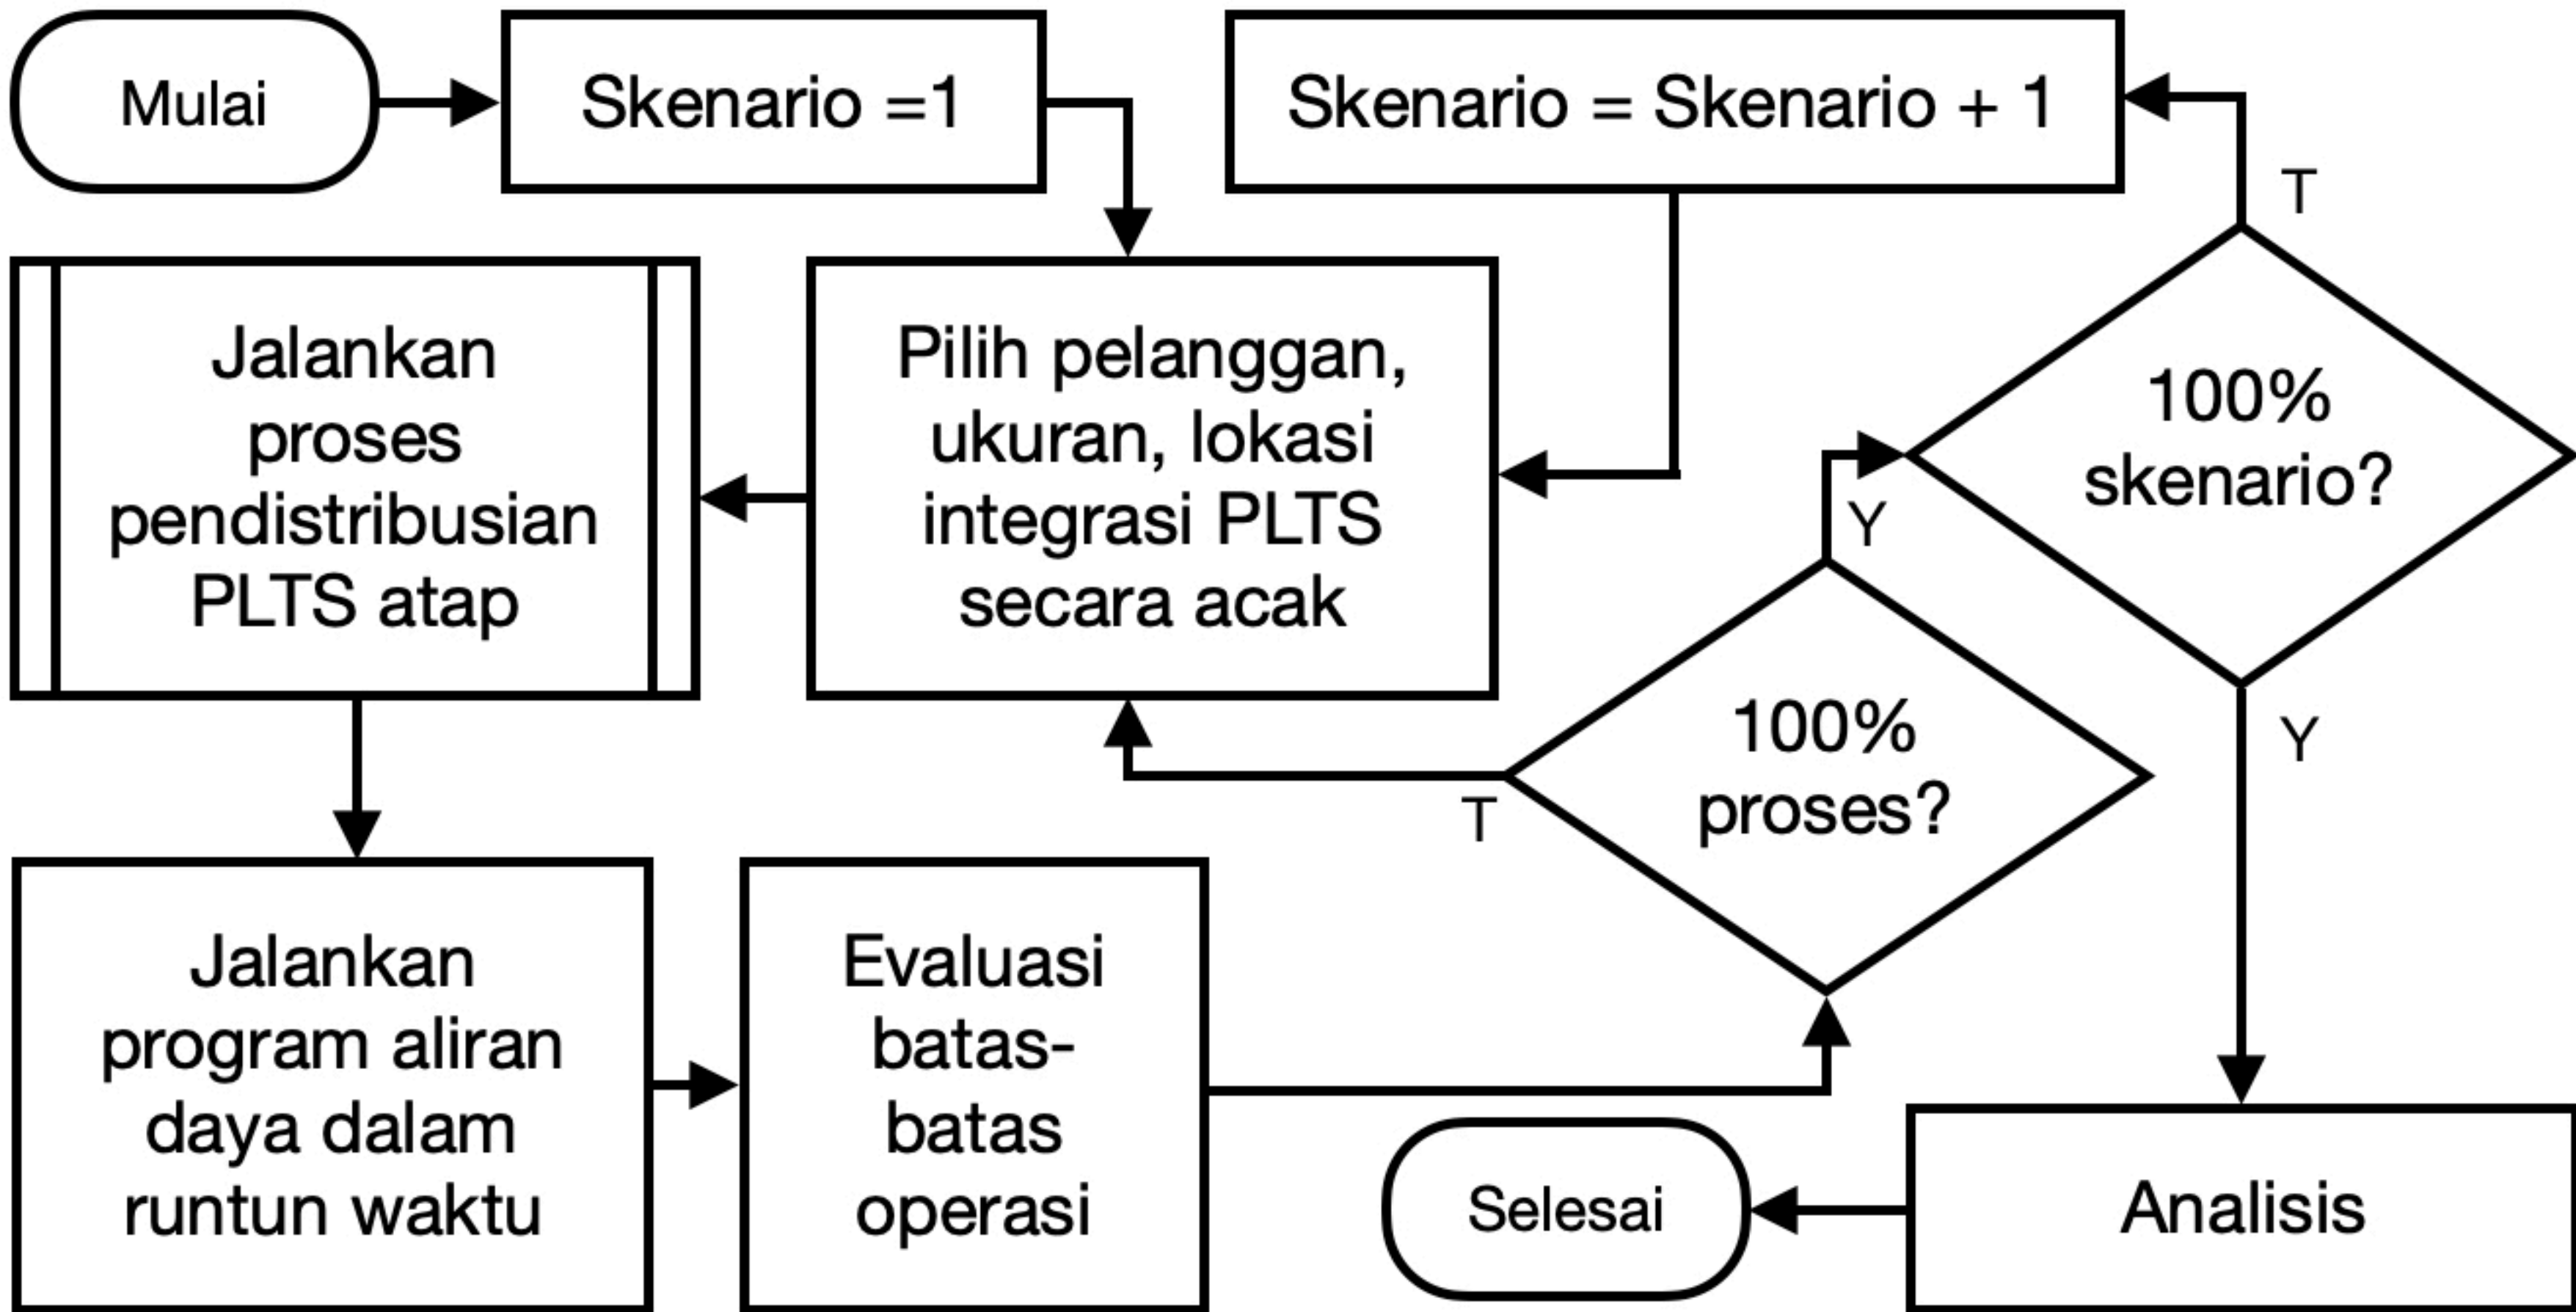 Mulai
Skenario =1
Skenario = Skenario + 1
T
Jalankan
proses
pendistribusian
PLTS atap
Pilih pelanggan,
ukuran, lokasi
integrasi PLTS
secara acak
100%
skenario?
Y
100%
proses?
T
Y
Jalankan
program aliran
daya dalam
runtun waktu
Evaluasi
batas-
batas
operasi
Selesai
Analisis